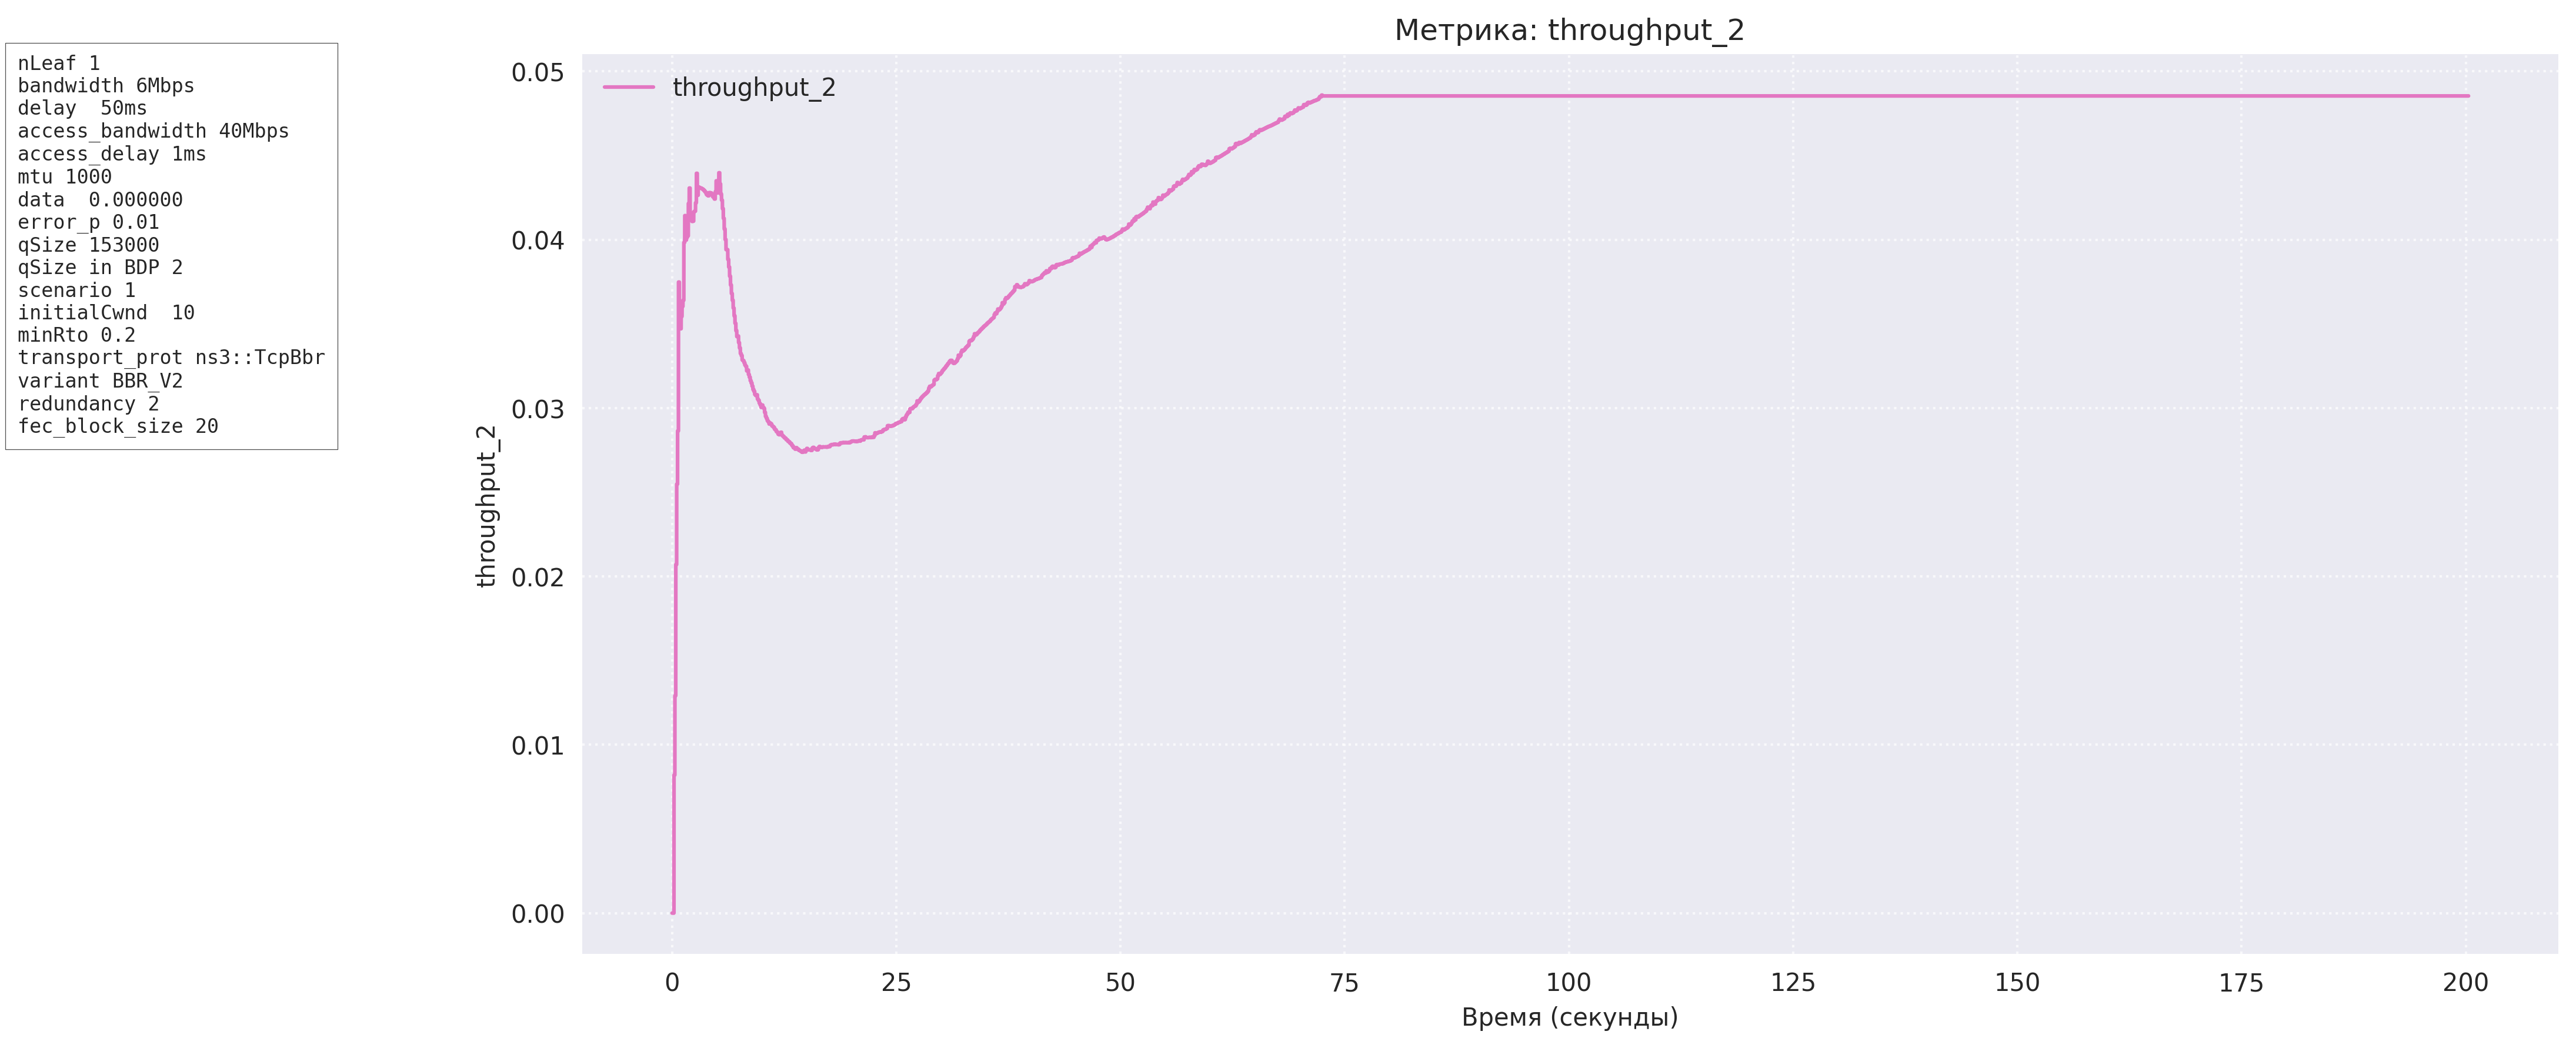 Метрика: throughput_2
nLeaf 1
bandwidth 6Mbps
delay  50ms
access_bandwidth 40Mbps
access_delay 1ms
mtu 1000
data  0.000000
error_p 0.01
qSize 153000
qSize in BDP 2
scenario 1
initialCwnd  10
minRto 0.2
transport_prot ns3::TcpBbr
variant BBR_V2
redundancy 2
fec_block_size 20
throughput_2
throughput_2
0.05
0.04
0.03
0.02
0.01
0.00
0 25 50 75 100 125 150 175 200
Время (секунды)